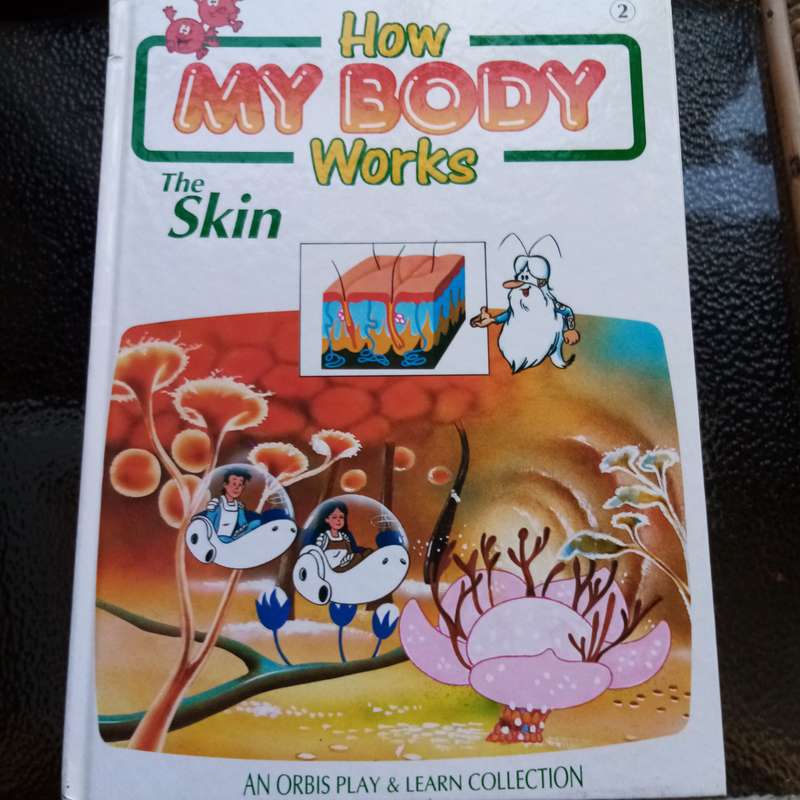 2
How
MY BODY
Works
The
Skin
AN ORBIS PLAY & LEARN COLLECTION